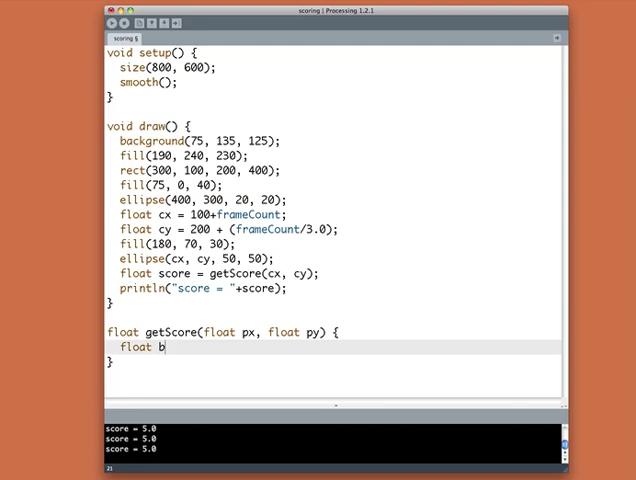 scoring | Processing 1.2.1
scoring §
void setup() {
size(800, 600);
smooth();
}
void draw() {
background(75, 135, 125);
fill(190, 240, 230);
rect(300, 100, 200, 400);
fill(75, 0, 40);
ellipse(400, 300, 20, 20);
float cx = 100+frameCount;
float cy = 200 + (frameCount/3.0);
fill(180, 70, 30);
ellipse(cx, cy, 50, 50);
float score = getScore(cx, cy);
println("score = "+score);
}
float getScore(float px, float py) {
float b
}
score = 5.0
score = 5.0
score = 5.0
21